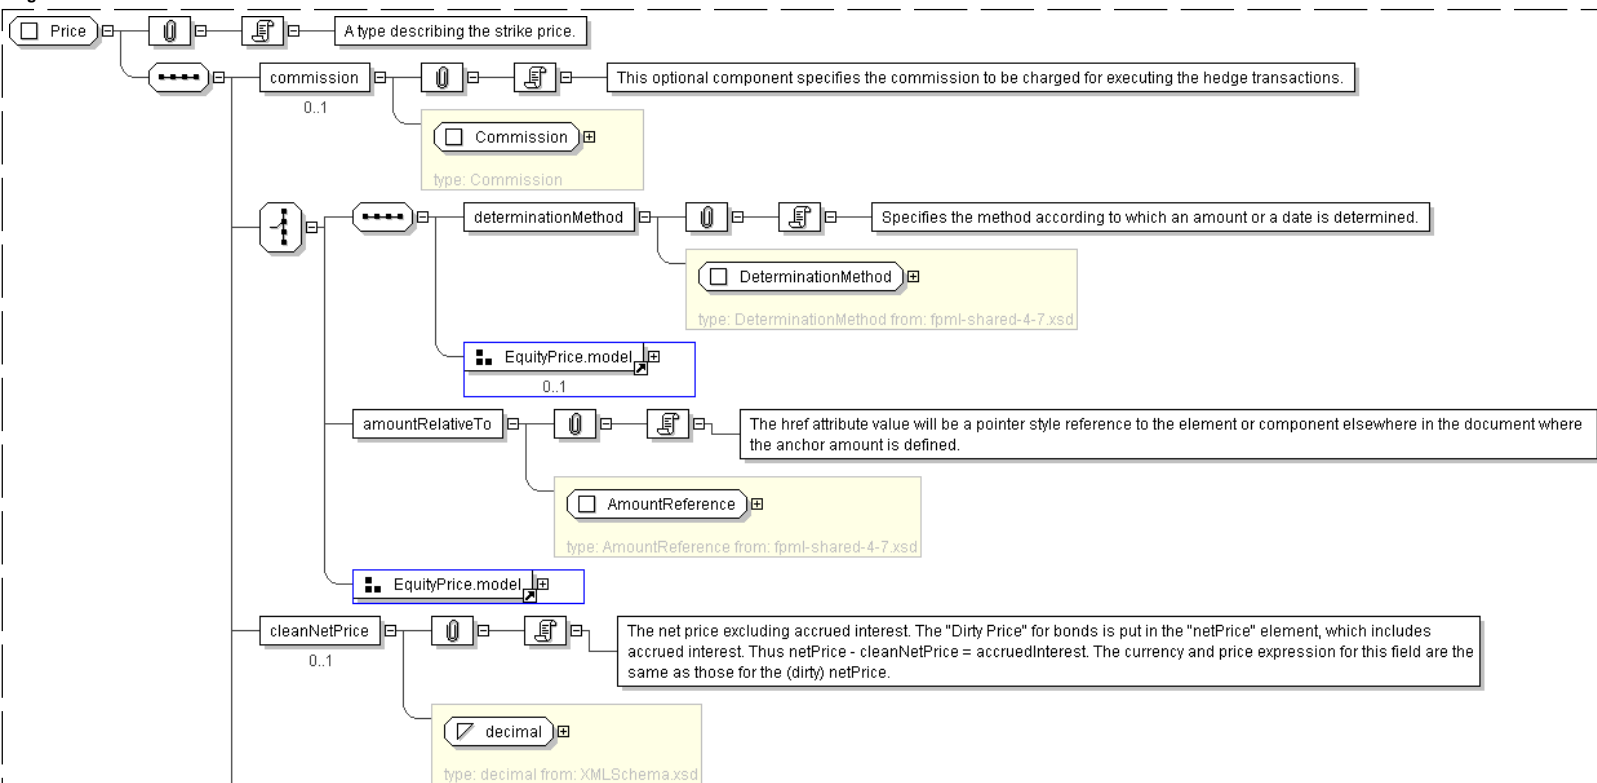 Price
A type describing the strike price.
commission
This optional component specifies the commission to be charged for executing the hedge transactions.
0..1
Commission
type: Commission
determinationMethod
Specifies the method according to which an amount or a date is determined.
DeterminationMethod
type: DeterminationMethod from: fpml-shared-4-7.xsd
EquityPrice.model
0..1
amountRelativeTo
The href attribute value will be a pointer style reference to the element or component elsewhere in the document where
the anchor amount is defined.
AmountReference
type: AmountReference from: fpml-shared-4-7.xsd
EquityPrice.model
cleanNetPrice
0..1
The net price excluding accrued interest. The "Dirty Price" for bonds is put in the "netPrice" element, which includes
accrued interest. Thus netPrice - cleanNetPrice = accruedInterest. The currency and price expression for this field are the
same as those for the (dirty) netPrice.
decimal
type: decimal from: XMLSchema.xsd